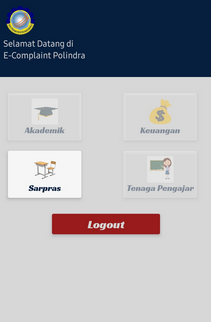 Selamat Datang di
E-Complaint Polindra
Akademik
Keuangan
Sarpras
Tenaga Pengajar
Logout